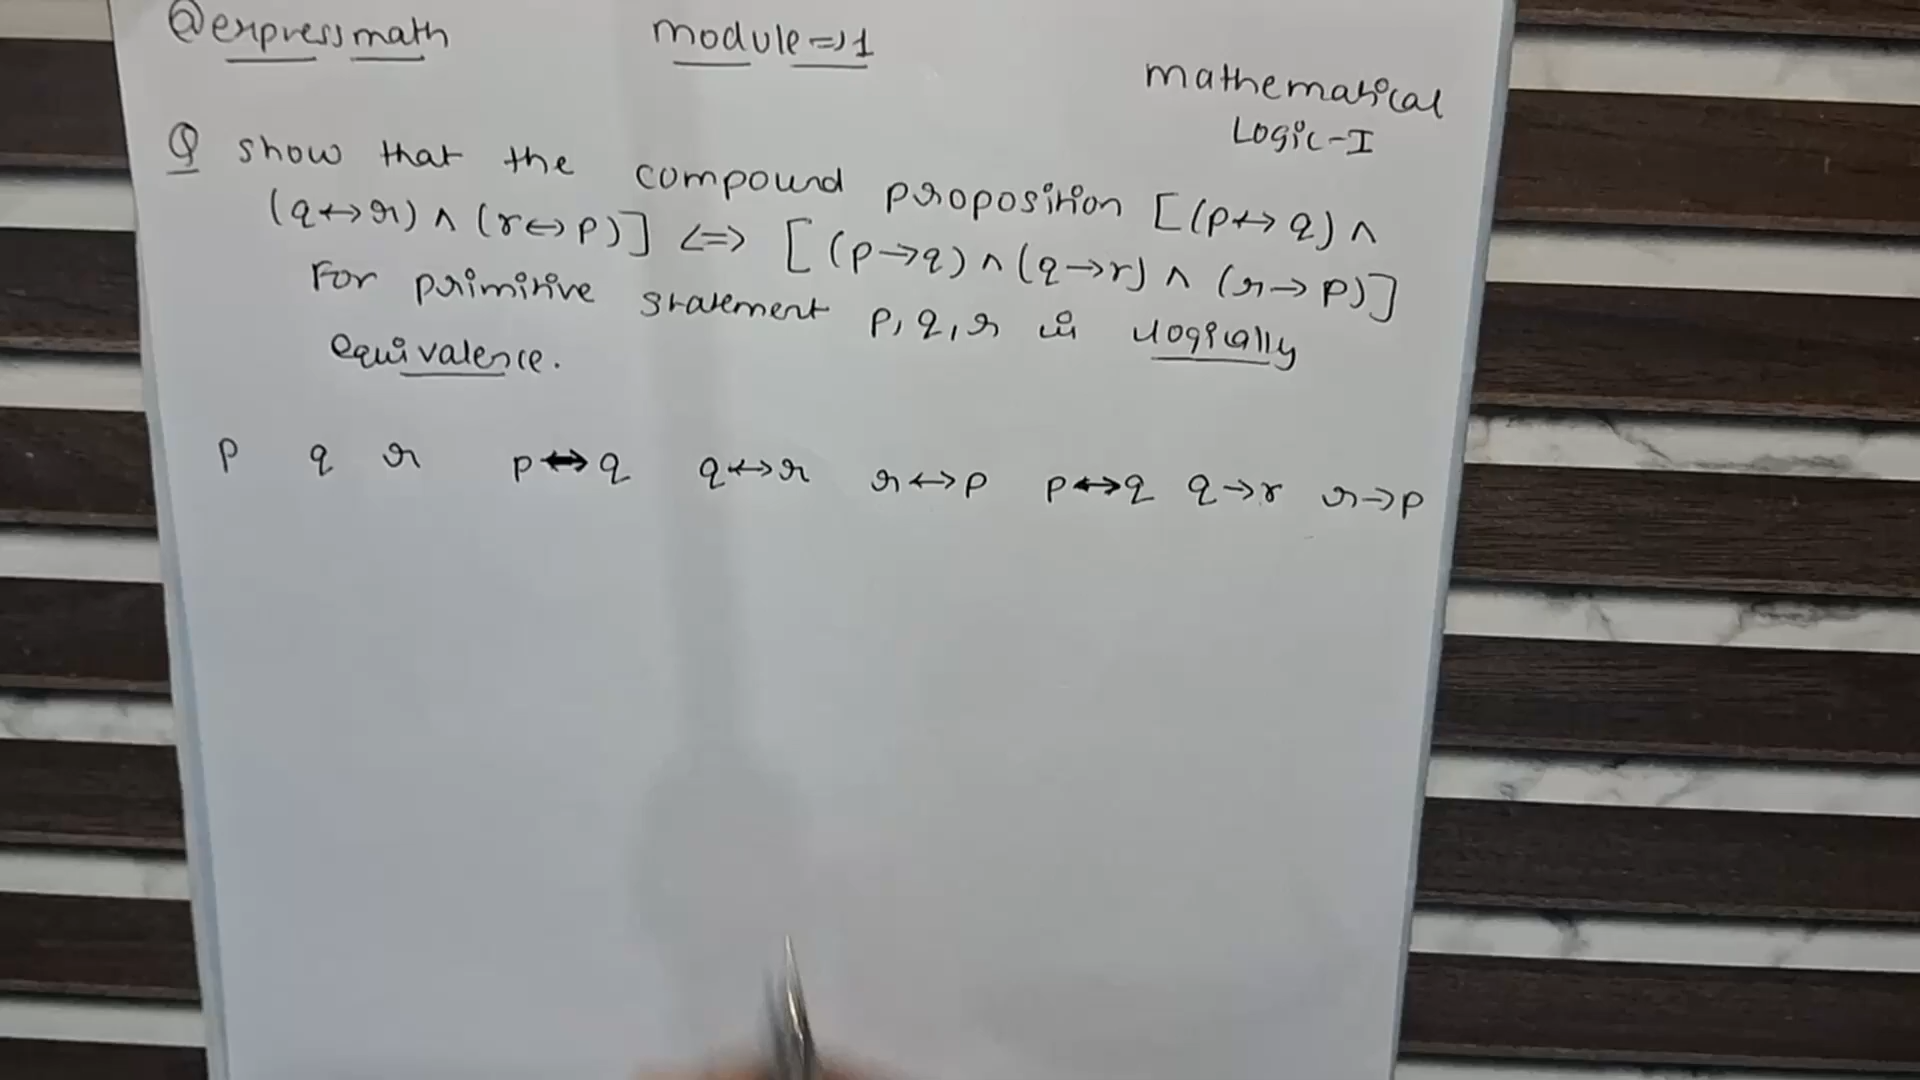 @expressmath module⇒1
mathematical
Logic-I
Q show that the compound proposition [(p↔q) ∧
(q↔r) ∧ (r↔p)] <=> [(p→q) ∧ (q→r) ∧ (r→p)]
For primitive statement p, q, r is logically
equivalence.
p q r p↔q q↔r r↔p p↔q q→r r→p